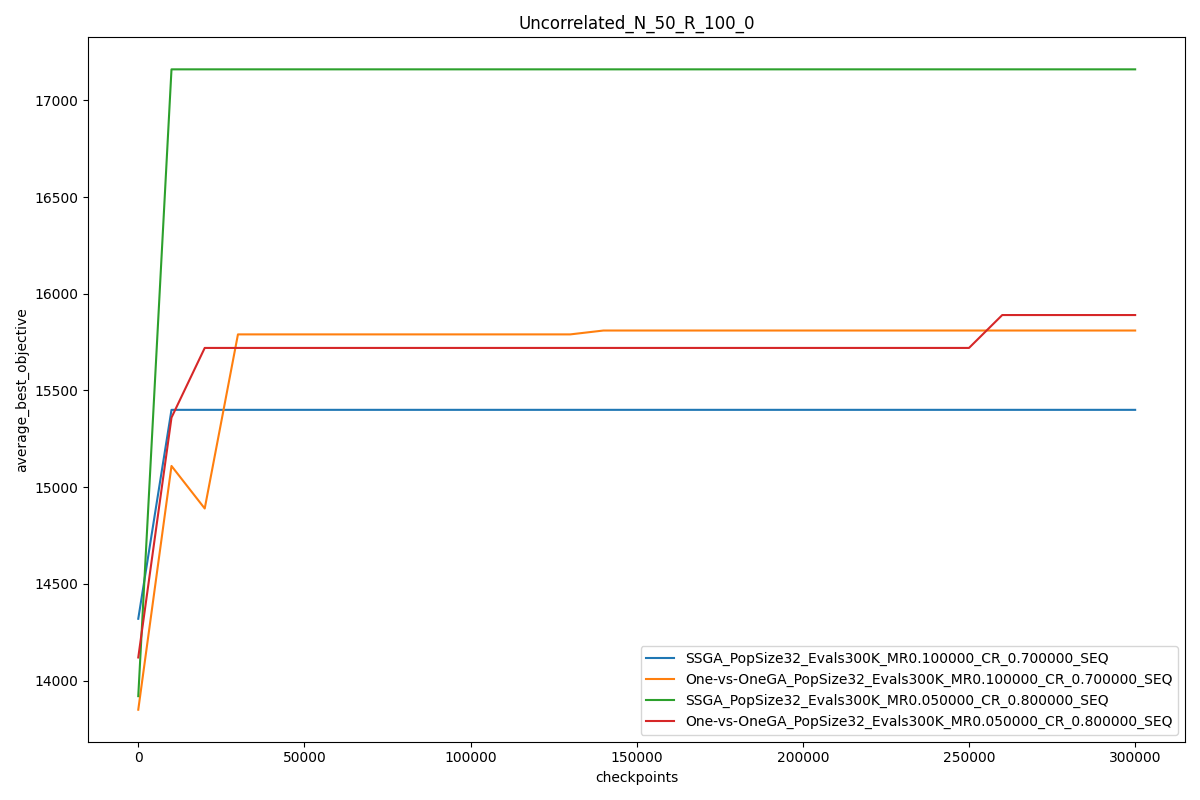 Uncorrelated_N_50_R_100_0
average_best_objective
17000
16500
16000
15500
15000
14500
14000
SSGA_PopSize32_Evals300K_MR0.100000_CR_0.700000_SEQ
One-vs-OneGA_PopSize32_Evals300K_MR0.100000_CR_0.700000_SEQ
SSGA_PopSize32_Evals300K_MR0.050000_CR_0.800000_SEQ
One-vs-OneGA_PopSize32_Evals300K_MR0.050000_CR_0.800000_SEQ
0 50000 100000 150000 200000 250000 300000
checkpoints